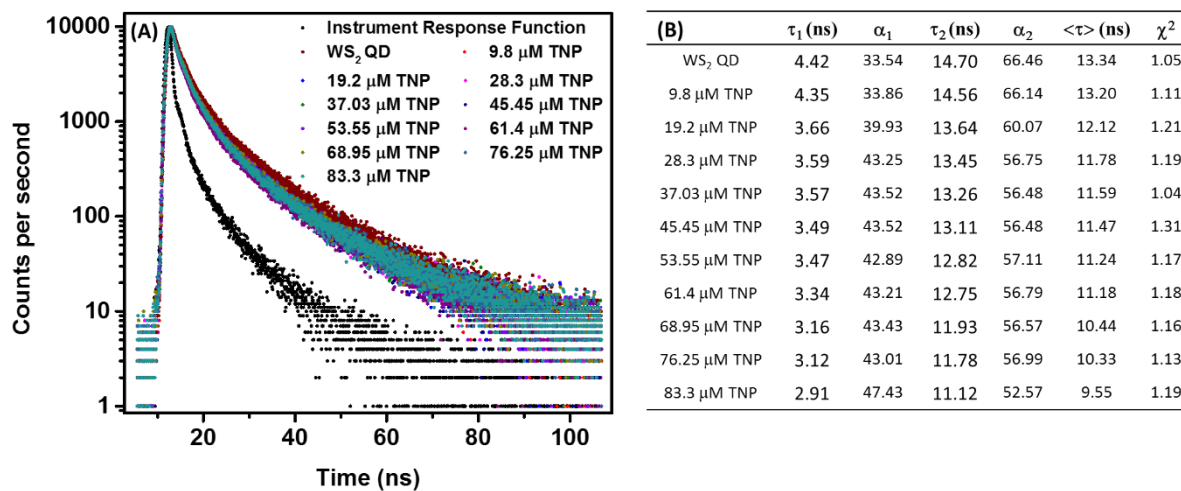 (A)
Instrument Response Function
WS2 QD 9.8 μM TNP
19.2 μM TNP 28.3 μM TNP
37.03 μM TNP 45.45 μM TNP
53.55 μM TNP 61.4 μM TNP
68.95 μM TNP 76.25 μM TNP
83.3 μM TNP
10000
1000
100
10
1
Counts per second
20 40 60 80 100
Time (ns)
(B) τ1 (ns) α1 τ2 (ns) α2 <τ> (ns) χ2
WS2 QD 4.42 33.54 14.70 66.46 13.34 1.05
9.8 μM TNP 4.35 33.86 14.56 66.14 13.20 1.11
19.2 μM TNP 3.66 39.93 13.64 60.07 12.12 1.21
28.3 μM TNP 3.59 43.25 13.45 56.75 11.78 1.19
37.03 μM TNP 3.57 43.52 13.26 56.48 11.59 1.04
45.45 μM TNP 3.49 43.52 13.11 56.48 11.47 1.31
53.55 μM TNP 3.47 42.89 12.82 57.11 11.24 1.17
61.4 μM TNP 3.34 43.21 12.75 56.79 11.18 1.18
68.95 μM TNP 3.16 43.43 11.93 56.57 10.44 1.16
76.25 μM TNP 3.12 43.01 11.78 56.99 10.33 1.13
83.3 μM TNP 2.91 47.43 11.12 52.57 9.55 1.19